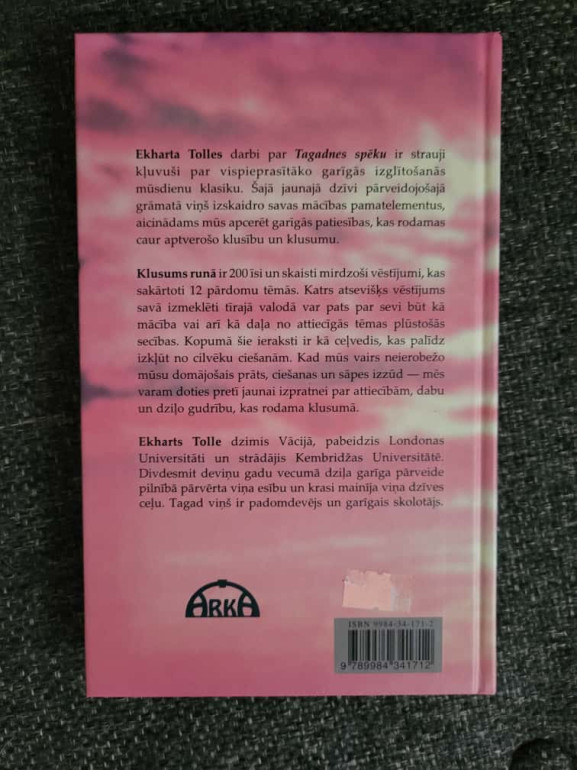 Ekharta Tolles darbi par Tagadnes spēku ir strauji
kļuvuši par vispieprasītāko garīgās izglītošanās
mūsdienu klasiku. Šajā jaunajā dzīvi pārveidojošajā
grāmatā viņš izskaidro savas mācības pamatelementus,
aicinādams mūs apcerēt garīgās patiesības, kas rodamas
caur aptverošo klusību un klusumu.
Klusums runā ir 200 īsi un skaisti mirdzoši vēstījumi, kas
sakārtoti 12 pārdomu tēmās. Katrs atsevišķs vēstījums
savā izmeklēti tīrajā valodā var pats par sevi būt kā
mācība vai arī kā daļa no attiecīgās tēmas plūstošās
secības. Kopumā šie ieraksti ir kā ceļvedis, kas palīdz
izkļūt no cilvēku ciešanām. Kad mūs vairs neierobežo
mūsu domājošais prāts, ciešanas un sāpes izzūd — mēs
varam doties pretī jaunai izpratnei par attiecībām, dabu
un dziļo gudrību, kas rodama klusumā.
Ekharts Tolle dzimis Vācijā, pabeidzis Londonas
Universitāti un strādājis Kembridžas Universitātē.
Divdesmit deviņu gadu vecumā dziļa garīga pārveide
pilnībā pārvērta viņa esību un krasi mainīja viņa dzīves
ceļu. Tagad viņš ir padomdevējs un garīgais skolotājs.
ARKA
ISBN 9984-34-171-2
9 789984 341712